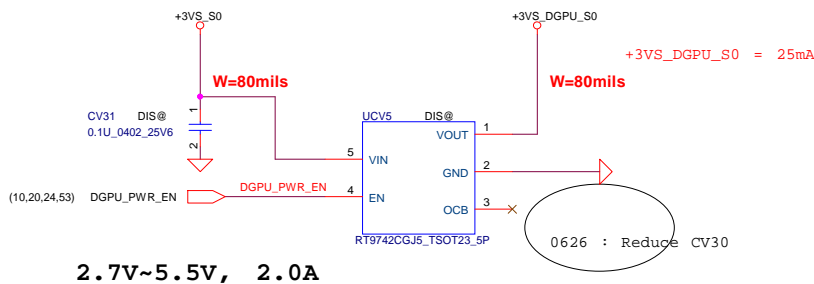 +3VS_S0
+3VS_DGPU_S0
+3VS_DGPU_S0 = 25mA
W=80mils
W=80mils
CV31 DIS@
0.1U_0402_25V6
1
2
UCV5 DIS@
VOUT 1
5 VIN
GND 2
(10,20,24,53) DGPU_PWR_EN DGPU_PWR_EN 4 EN
OCB 3
RT9742CGJ5_TSOT23_5P
0626 : Reduce CV30
2.7V~5.5V, 2.0A